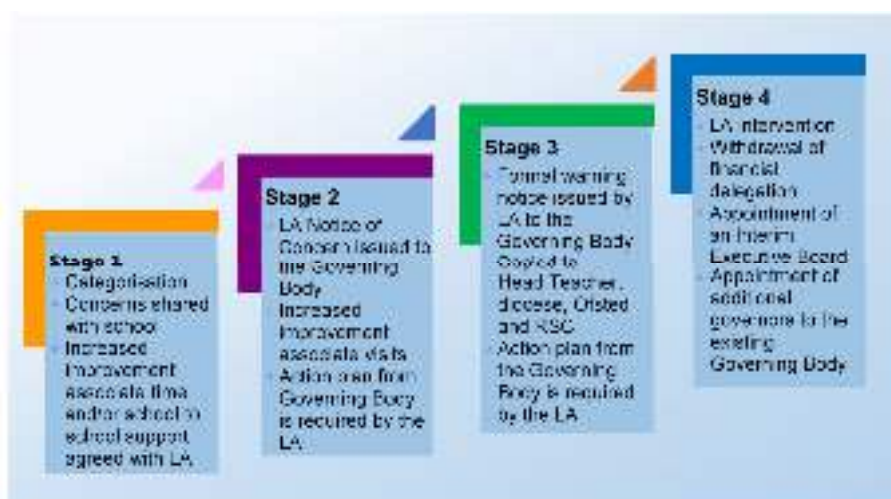 Stage 1
Categorisation
Concerns shared
with school
Increased
improvement
associate time
and/or school to
school support
agreed with LA
Stage 2
LA Notice of
Concern issued to
the Governing
Body
Increased
improvement
associate visits
Action plan from
Governing Body
is required by the
LA
Stage 3
Formal warning
notice issued by
LA to the
Governing Body
Copied to
Head Teacher,
diocese, Ofsted
and RSC
Action plan from
the Governing
Body is required
by the LA
Stage 4
LA Intervention
Withdrawal of
financial
delegation
Appointment of
an Interim
Executive Board
Appointment of
additional
governors to the
existing
Governing Body